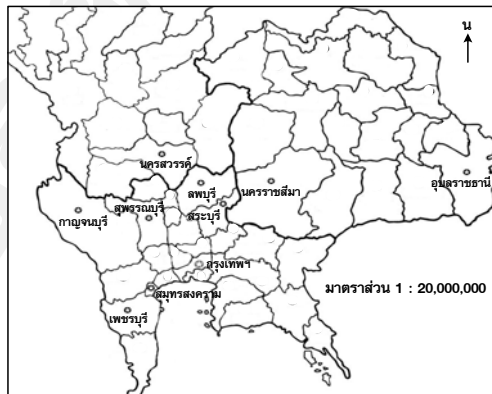 น
นครสวรรค์
ลพบุรี
นครราชสีมา
อุบลราชธานี
สุพรรณบุรี
สระบุรี
กาญจนบุรี
กรุงเทพฯ
มาตราส่วน 1 : 20,000,000
สมุทรสงคราม
เพชรบุรี